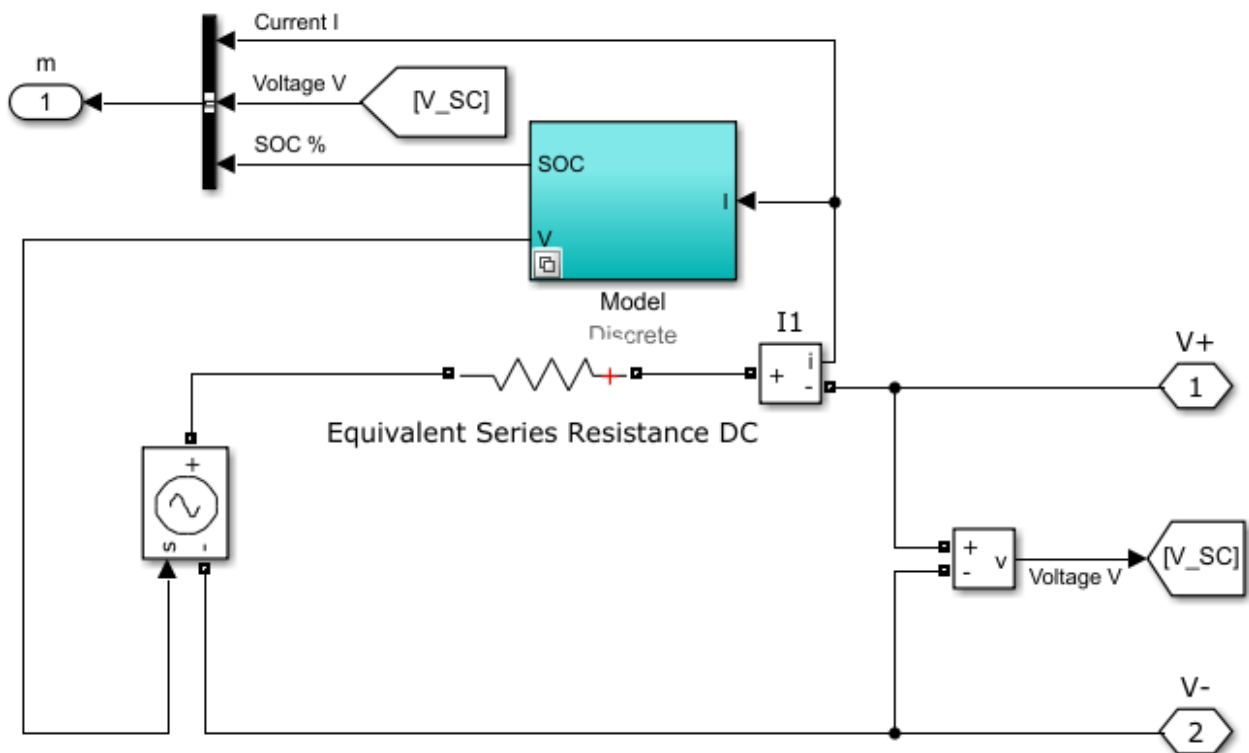 Current I
m
1
Voltage V
[V_SC]
SOC %
SOC
I
V
Model
Discrete
I1
+
i
-
V+
1
Equivalent Series Resistance DC
+
s
-
+
-
v
Voltage V
[V_SC]
V-
2